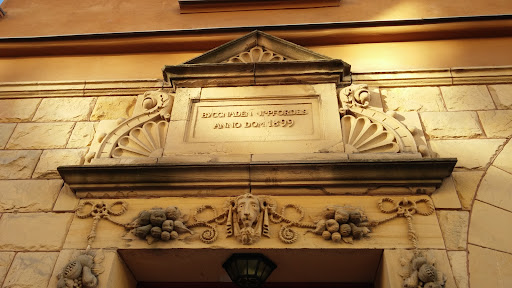 BYGGNADEN UPPFÖRDES
ANNO DOM 1899